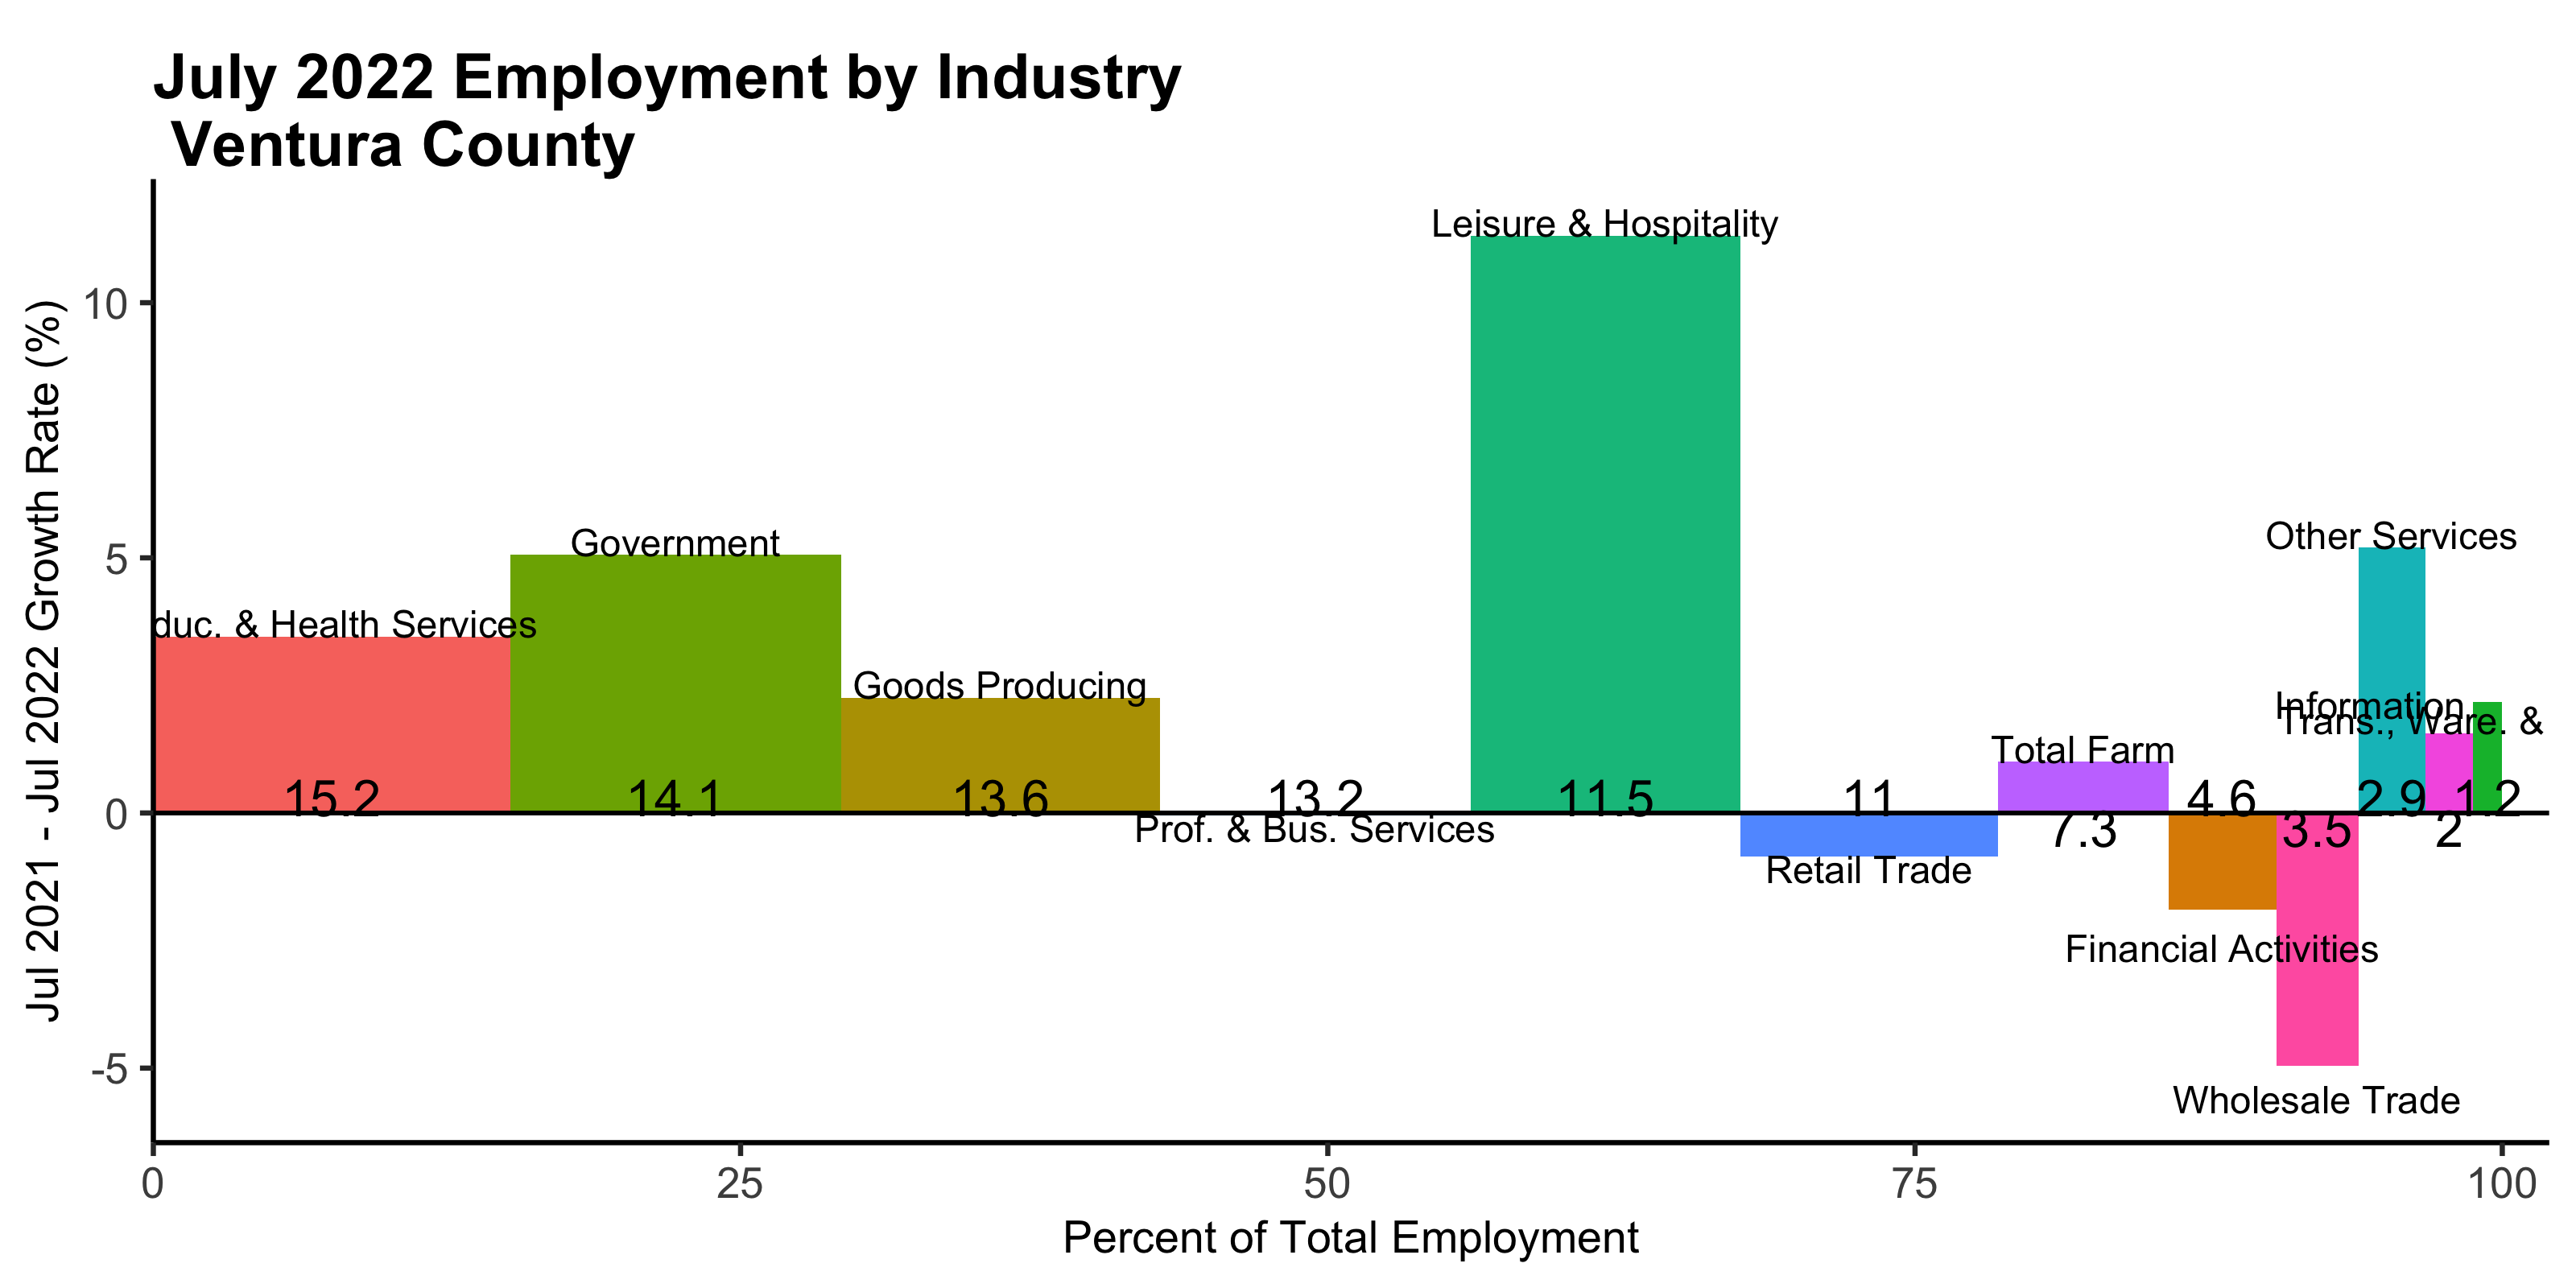 July 2022 Employment by Industry
Ventura County
Jul 2021 - Jul 2022 Growth Rate (%)
10
5
0
-5
Leisure & Hospitality
Government
Other Services
duc. & Health Services
Goods Producing
Information
Trans., Ware. &
Total Farm
15.2
14.1
13.6
13.2
11.5
11
7.3
4.6
3.5
2.9
2
1.2
Prof. & Bus. Services
Retail Trade
Financial Activities
Wholesale Trade
0
25
50
75
100
Percent of Total Employment